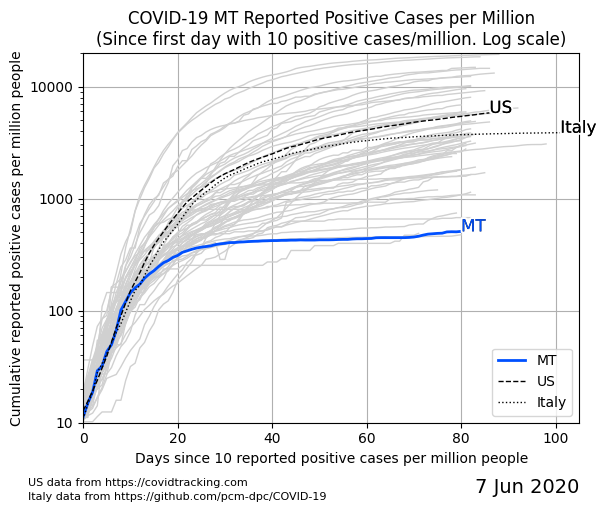 COVID-19 MT Reported Positive Cases per Million
(Since first day with 10 positive cases/million. Log scale)
Cumulative reported positive cases per million people
10000
1000
100
10
US
Italy
MT
MT
US
Italy
0 20 40 60 80 100
Days since 10 reported positive cases per million people
US data from https://covidtracking.com
Italy data from https://github.com/pcm-dpc/COVID-19
7 Jun 2020